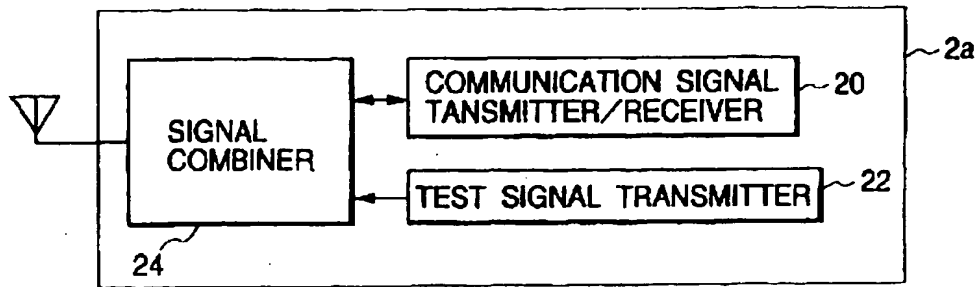 2a
COMMUNICATION SIGNAL
TANSMITTER/RECEIVER
20
SIGNAL
COMBINER
TEST SIGNAL TRANSMITTER
22
24